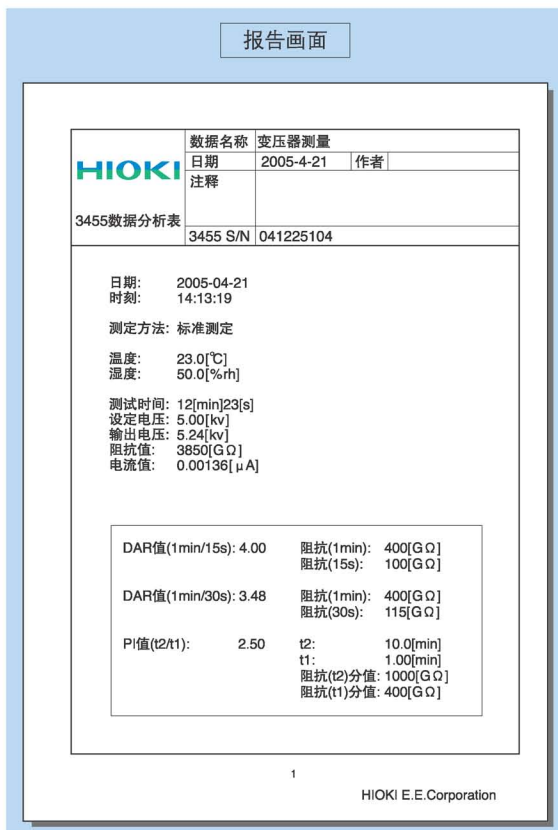 报告画面
HIOKI
3455数据分析表
数据名称 变压器测量
日期 2005-4-21 作者
注释
3455 S/N 041225104
日期: 2005-04-21
时刻: 14:13:19
测定方法: 标准测定
温度: 23.0[℃]
湿度: 50.0[%rh]
测试时间: 12[min]23[s]
设定电压: 5.00[kv]
输出电压: 5.24[kv]
阻抗值: 3850[GΩ]
电流值: 0.00136[μA]
DAR值(1min/15s): 4.00 阻抗(1min): 400[GΩ]
阻抗(15s): 100[GΩ]
DAR值(1min/30s): 3.48 阻抗(1min): 400[GΩ]
阻抗(30s): 115[GΩ]
PI值(t2/t1): 2.50 t2: 10.0[min]
t1: 1.00[min]
阻抗(t2)分值: 1000[GΩ]
阻抗(t1)分值: 400[GΩ]
1
HIOKI E.E.Corporation